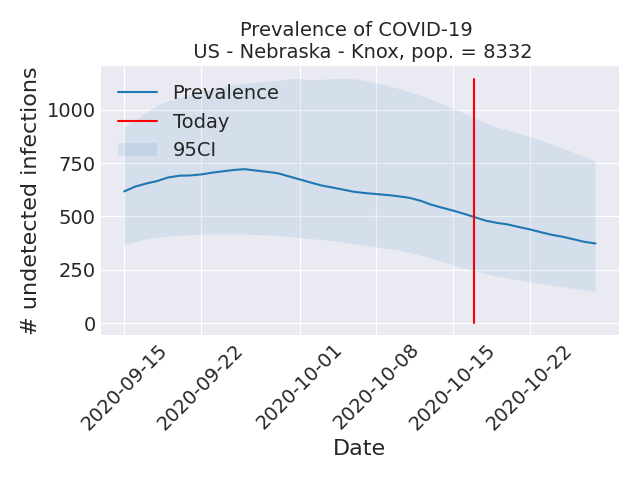 Prevalence of COVID-19
US - Nebraska - Knox, pop. = 8332
Prevalence
Today
95CI
# undetected infections
1000
750
500
250
0
2020-09-15
2020-09-22
2020-10-01
2020-10-08
2020-10-15
2020-10-22
Date